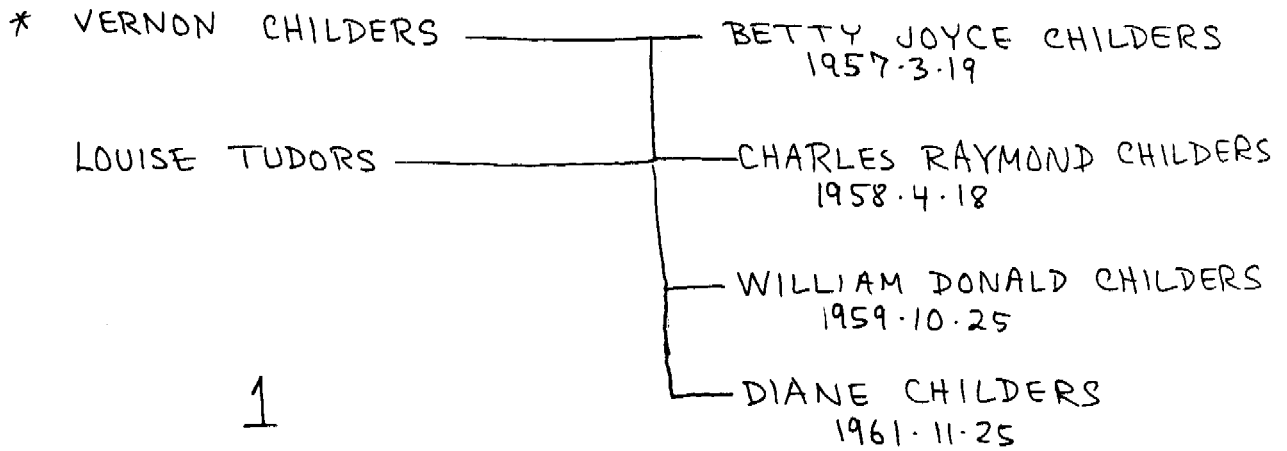 * VERNON CHILDERS
BETTY JOYCE CHILDERS
1957·3·19
LOUISE TUDORS
CHARLES RAYMOND CHILDERS
1958·4·18
WILLIAM DONALD CHILDERS
1959·10·25
DIANE CHILDERS
1961·11·25
1